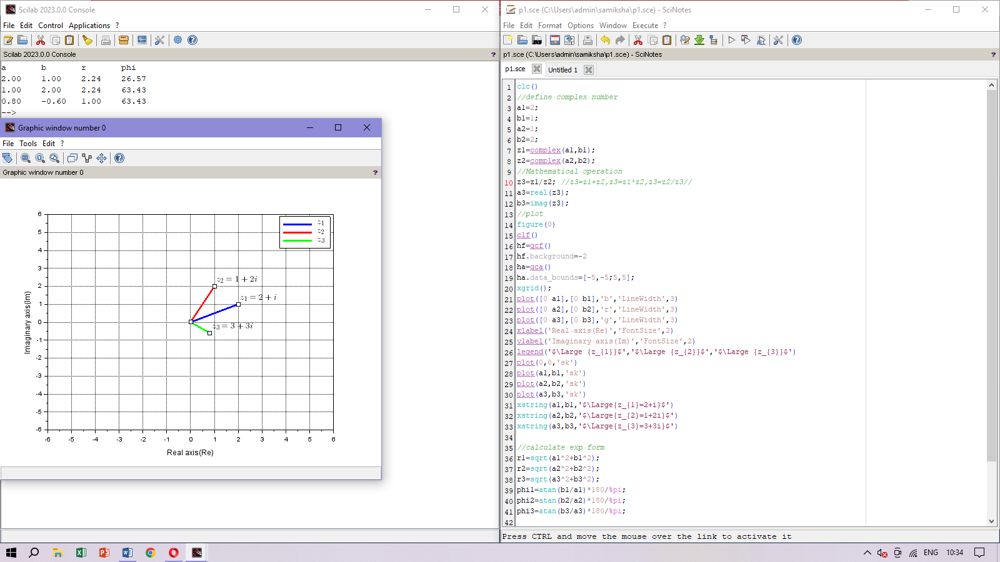 Scilab 2023.0.0 Console
File Edit Control Applications ?
Scilab 2023.0.0 Console ?
a b r phi
2.00 1.00 2.24 26.57
1.00 2.00 2.24 63.43
0.80 -0.60 1.00 63.43
-->
Graphic window number 0
File Tools Edit ?
Graphic window number 0 ?
6
5
4
3
2
1
0
-1
-2
-3
-4
-5
-6
Imaginary axis(Im)
z1
z2
z3
z2 = 1 + 2i
z1 = 2 + i
z3 = 3 + 3i
-6 -5 -4 -3 -2 -1 0 1 2 3 4 5 6
Real axis(Re)
p1.sce (C:\Users\admin\samiksha\p1.sce) - SciNotes
File Edit Format Options Window Execute ?
p1.sce (C:\Users\admin\samiksha\p1.sce) - SciNotes ?
p1.sce Untitled 1
1 clc()
2 //define complex number
3 a1=2;
4 b1=1;
5 a2=1;
6 b2=2;
7 z1=complex(a1,b1);
8 z2=complex(a2,b2);
9 //Mathematical operation
10 z3=z1/z2; //z3=z1+z2,z3=z1*z2,z3=z2/z3//
11 a3=real(z3);
12 b3=imag(z3);
13 //plot
14 figure(0)
15 clf()
16 hf=gcf()
17 hf.background=-2
18 ha=gca()
19 ha.data_bounds=[-5,-5;5,5];
20 xgrid();
21 plot([0 a1],[0 b1],'b','LineWidth',3)
22 plot([0 a2],[0 b2],'r','LineWidth',3)
23 plot([0 a3],[0 b3],'g','LineWidth',3)
24 xlabel('Real axis(Re)','FontSize',2)
25 ylabel('Imaginary axis(Im)','FontSize',2)
26 legend('$\Large {z_{1}}$','$\Large {z_{2}}$','$\Large {z_{3}}$')
27 plot(0,0,'sk')
28 plot(a1,b1,'sk')
29 plot(a2,b2,'sk')
30 plot(a3,b3,'sk')
31 xstring(a1,b1,'$\Large{z_{1}=2+i}$')
32 xstring(a2,b2,'$\Large{z_{2}=1+2i}$')
33 xstring(a3,b3,'$\Large{z_{3}=3+3i}$')
34
35 //calculate exp form
36 r1=sqrt(a1^2+b1^2);
37 r2=sqrt(a2^2+b2^2);
38 r3=sqrt(a3^2+b3^2);
39 phi1=atan(b1/a1)*180/%pi;
40 phi2=atan(b2/a2)*180/%pi;
41 phi3=atan(b3/a3)*180/%pi;
42
Press CTRL and move the mouse over the link to activate it
ENG 10:34